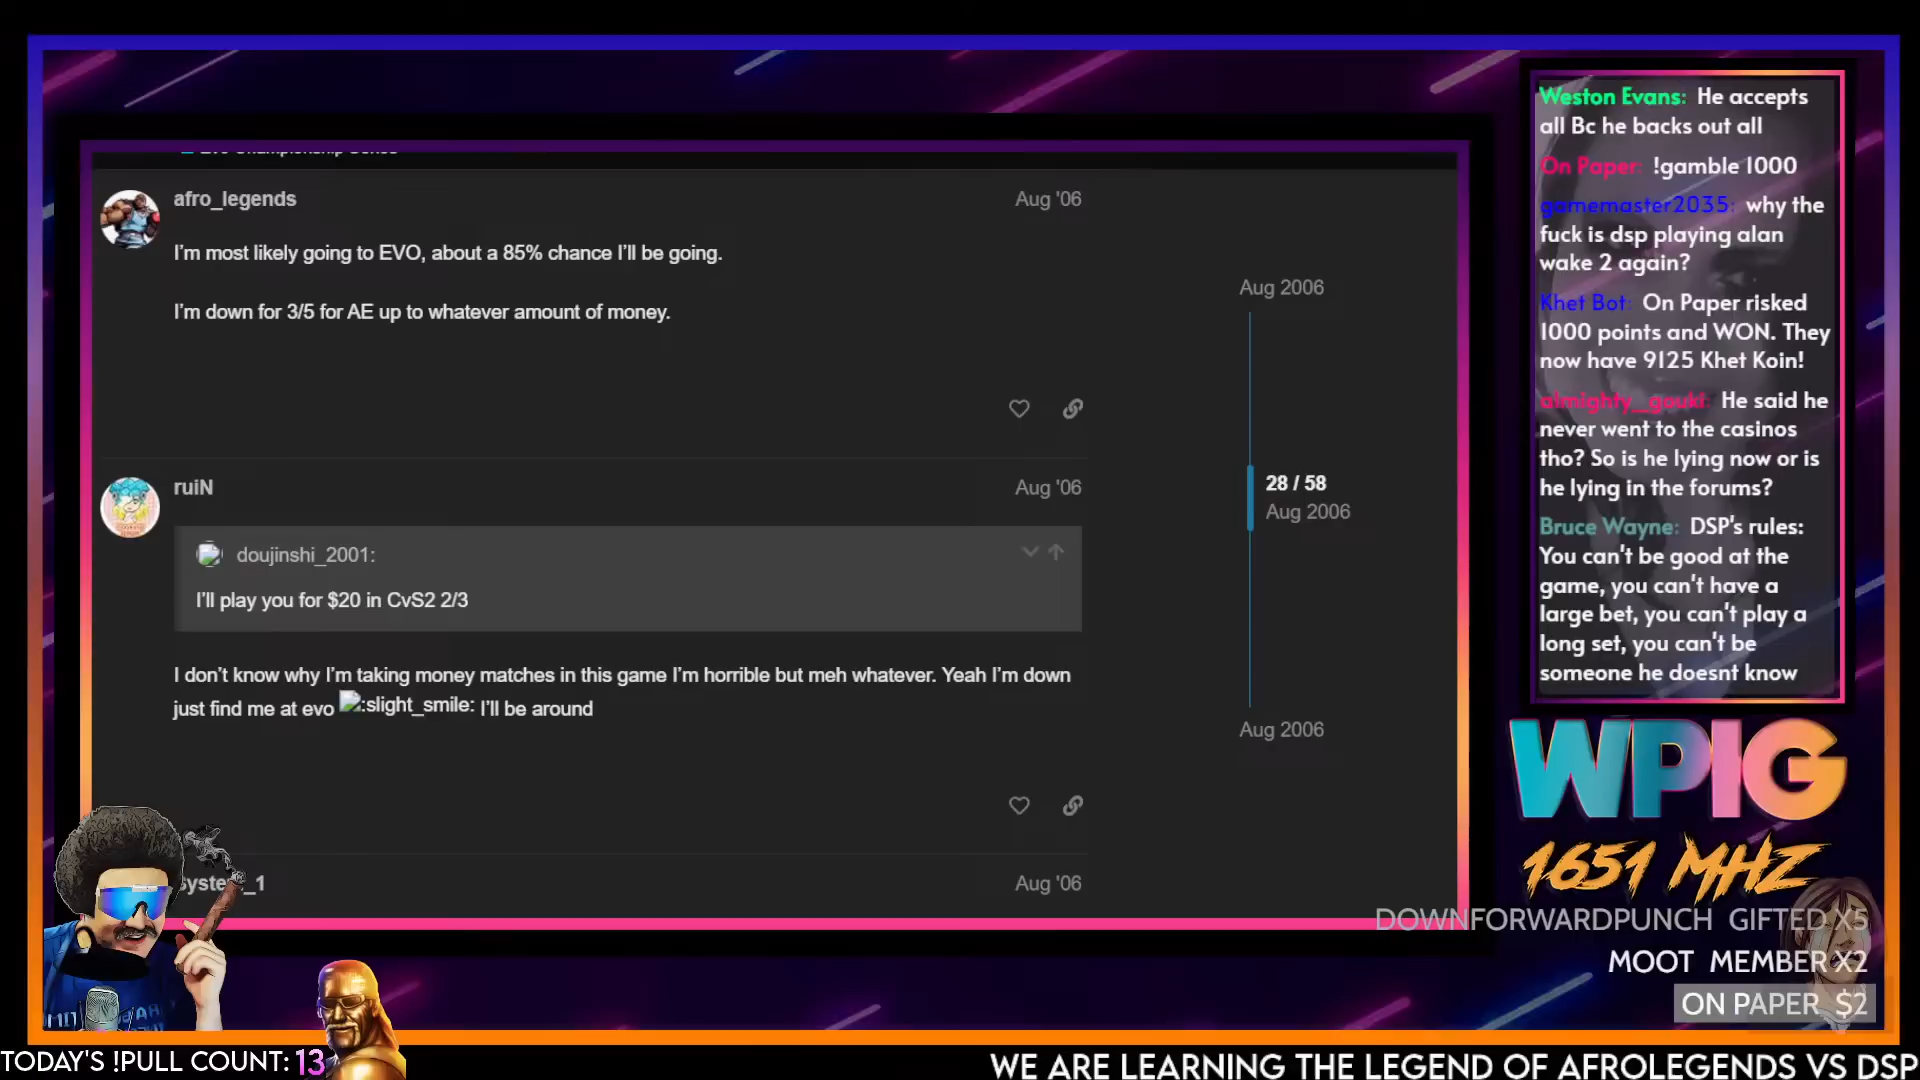 afro_legends
Aug '06
I'm most likely going to EVO, about a 85% chance I'll be going.
I'm down for 3/5 for AE up to whatever amount of money.
ruiN
Aug '06
doujinshi_2001:
I'll play you for $20 in CvS2 2/3
I don't know why I'm taking money matches in this game I'm horrible but meh whatever. Yeah I'm down
just find me at evo :slight_smile: I'll be around
Aug '06
Aug 2006
28 / 58
Aug 2006
Aug 2006
Weston Evans: He accepts
all Bc he backs out all
On Paper: !gamble 1000
gamemaster2035: why the
fuck is dsp playing alan
wake 2 again?
Khet Bot: On Paper risked
1000 points and WON. They
now have 9125 Khet Koin!
almighty_gouki: He said he
never went to the casinos
tho? So is he lying now or is
he lying in the forums?
Bruce Wayne: DSP's rules:
You can't be good at the
game, you can't have a
large bet, you can't play a
long set, you can't be
someone he doesnt know
WPIG
1651 MHZ
DOWNFORWARDPUNCH GIFTED X5
MOOT MEMBER X2
ON PAPER $2
TODAY'S !PULL COUNT: 13
WE ARE LEARNING THE LEGEND OF AFROLEGENDS VS DSP